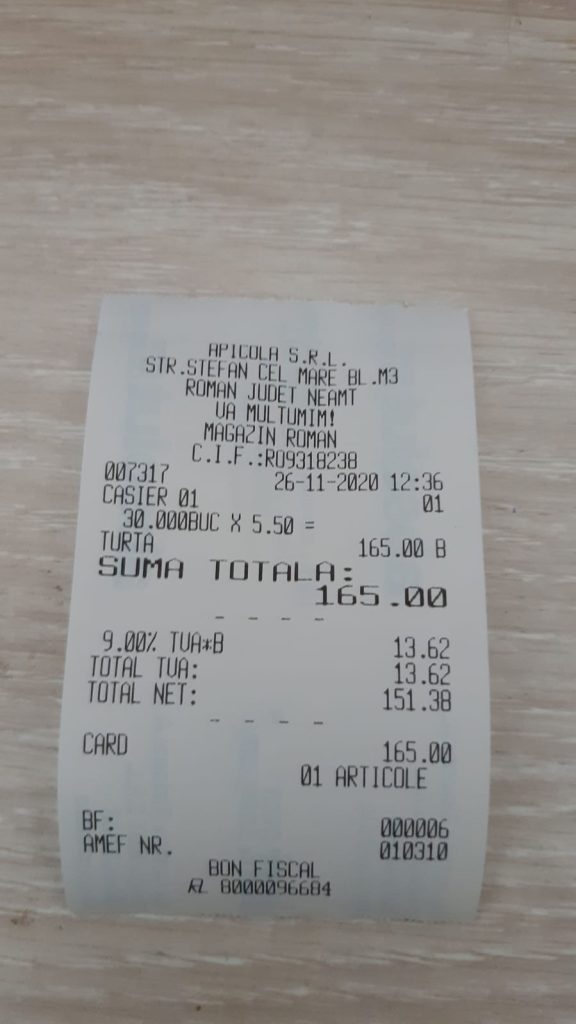 APICOLA S.R.L.
STR.STEFAN CEL MARE BL.M3
ROMAN JUDET NEAMT
VA MULTUMIM!
MAGAZIN ROMAN
C.I.F.:RO9318238
007317 26-11-2020 12:36
CASIER 01 01
30.000BUC X 5.50 =
TURTA 165.00 B
SUMA TOTALA:
165.00
- - - -
9.00% TVA*B 13.62
TOTAL TVA: 13.62
TOTAL NET: 151.38
- - - -
CARD 165.00
01 ARTICOLE
BF: 000006
AMEF NR. 010310
BON FISCAL
8000096684